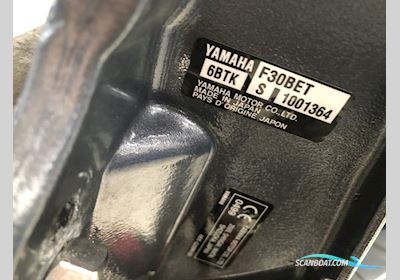 YAMAHA F30BET
6BTK S 1001364
YAMAHA MOTOR CO.,LTD.
MADE IN JAPAN
PAYS D'ORIGINE JAPON
SCANBOAT.COM